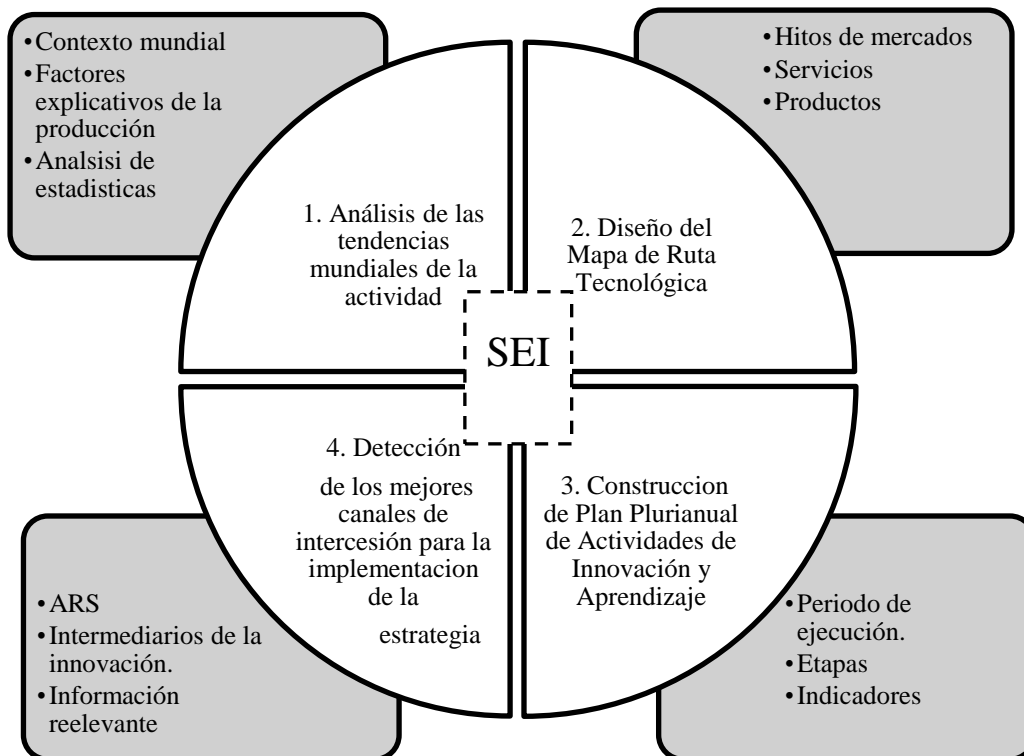 •Contexto mundial
•Factores
explicativos de la
producción
•Analsisi de
estadisticas
•Hitos de mercados
•Servicios
•Productos
1. Análisis de las
tendencias
mundiales de la
actividad
2. Diseño del
Mapa de Ruta
Tecnológica
SEI
4. Detección
de los mejores
canales de
intercesión para la
implementacion
de la
estrategia
3. Construccion
de Plan Plurianual
de Actividades de
Innovación y
Aprendizaje
•ARS
•Intermediarios de la
innovación.
•Información
reelevante
•Periodo de
ejecución.
•Etapas
•Indicadores